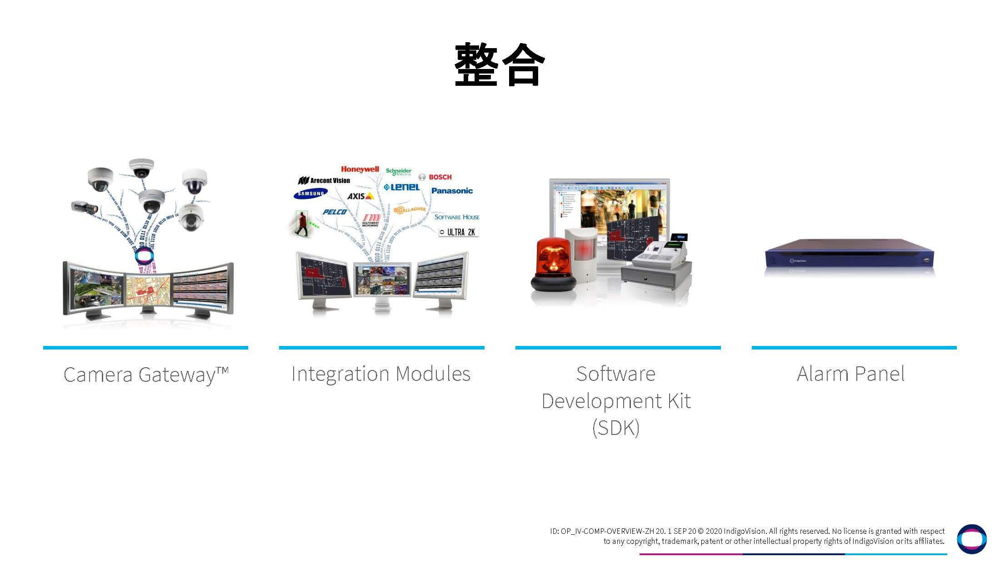 整合
Honeywell
Schneider
Electric
BOSCH
Arecont Vision
LENEL
SAMSUNG
AXIS
Panasonic
PELCO
GALLAGHER
SOUTHWEST
MICROWAVE
SOFTWARE HOUSE
ULTRA 2K
IndigoVision
Camera Gateway™
Integration Modules
Software
Development Kit
(SDK)
Alarm Panel
ID: OP_IV-COMP-OVERVIEW-ZH 20. 1 SEP 20 © 2020 IndigoVision. All rights reserved. No license is granted with respect
to any copyright, trademark, patent or other intellectual property rights of IndigoVision or its affiliates.